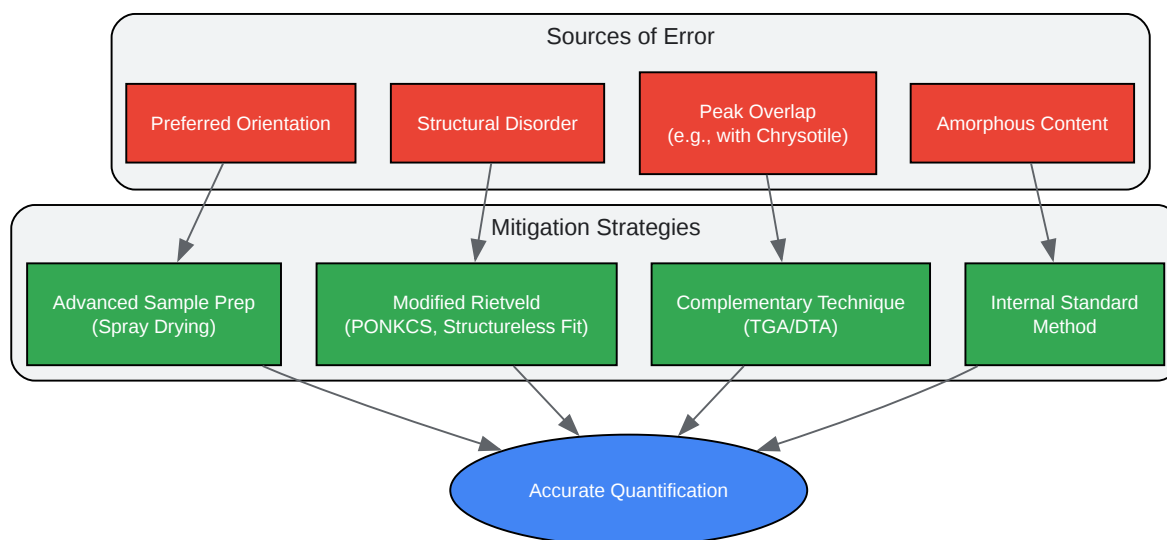 Sources of Error
Preferred Orientation
Structural Disorder
Peak Overlap
(e.g., with Chrysotile)
Amorphous Content
Mitigation Strategies
Advanced Sample Prep
(Spray Drying)
Modified Rietveld
(PONKCS, Structureless Fit)
Complementary Technique
(TGA/DTA)
Internal Standard
Method
Accurate Quantification